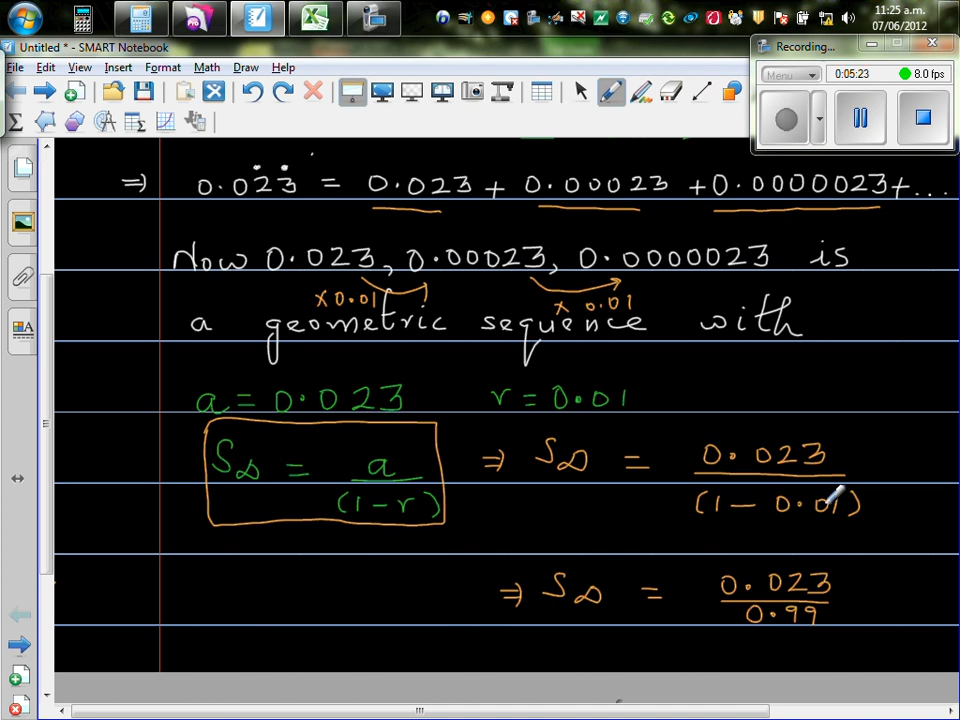 11:25 a.m.
07/06/2012
Untitled * - SMART Notebook
File Edit View Insert Format Math Draw Help
Recording...
Menu 0:05:23 8.0 fps
⇒ 0.02̇3̇ = 0.023 + 0.00023 + 0.0000023 + ...
Now 0.023, 0.00023, 0.0000023 is
×0.01 × 0.01
a geometric sequence with
a = 0.023 r = 0.01
S∞ = a/(1 - r) ⇒ S∞ = 0.023/(1 - 0.01)
⇒ S∞ = 0.023/0.99